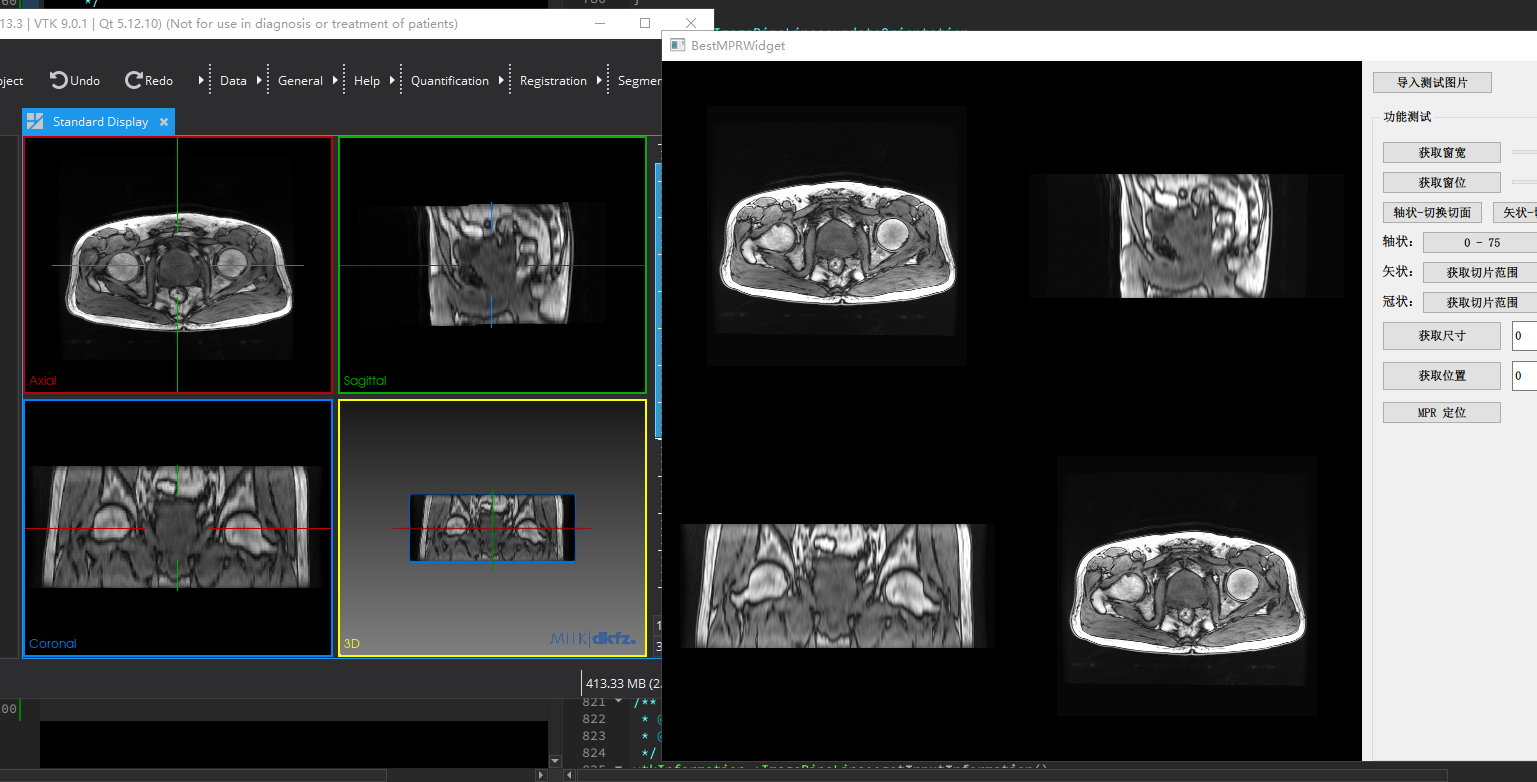 13.3 | VTK 9.0.1 | Qt 5.12.10) (Not for use in diagnosis or treatment of patients)
BestMPRWidget
Undo
Redo
Data
General
Help
Quantification
Registration
Segmen
Standard Display
Axial
Sagittal
Coronal
3D
MITK dkfz.
413.33 MB (2.
00
821 /**
822 *
823 *
824 */
导入测试图片
功能测试
获取窗宽
获取窗位
轴状-切换切面
矢状-
轴状: 0 - 75
矢状: 获取切片范围
冠状: 获取切片范围
获取尺寸 0
获取位置 0
MPR 定位